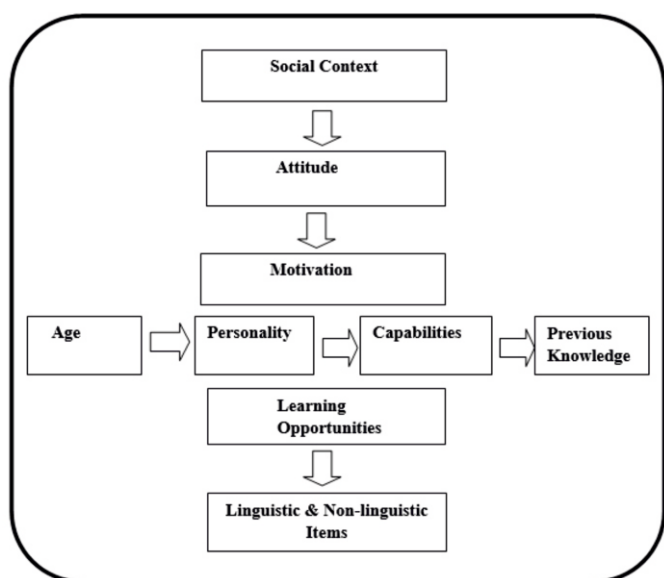 Social Context
Attitude
Motivation
Age
Personality
Capabilities
Previous
Knowledge
Learning
Opportunities
Linguistic & Non-linguistic
Items